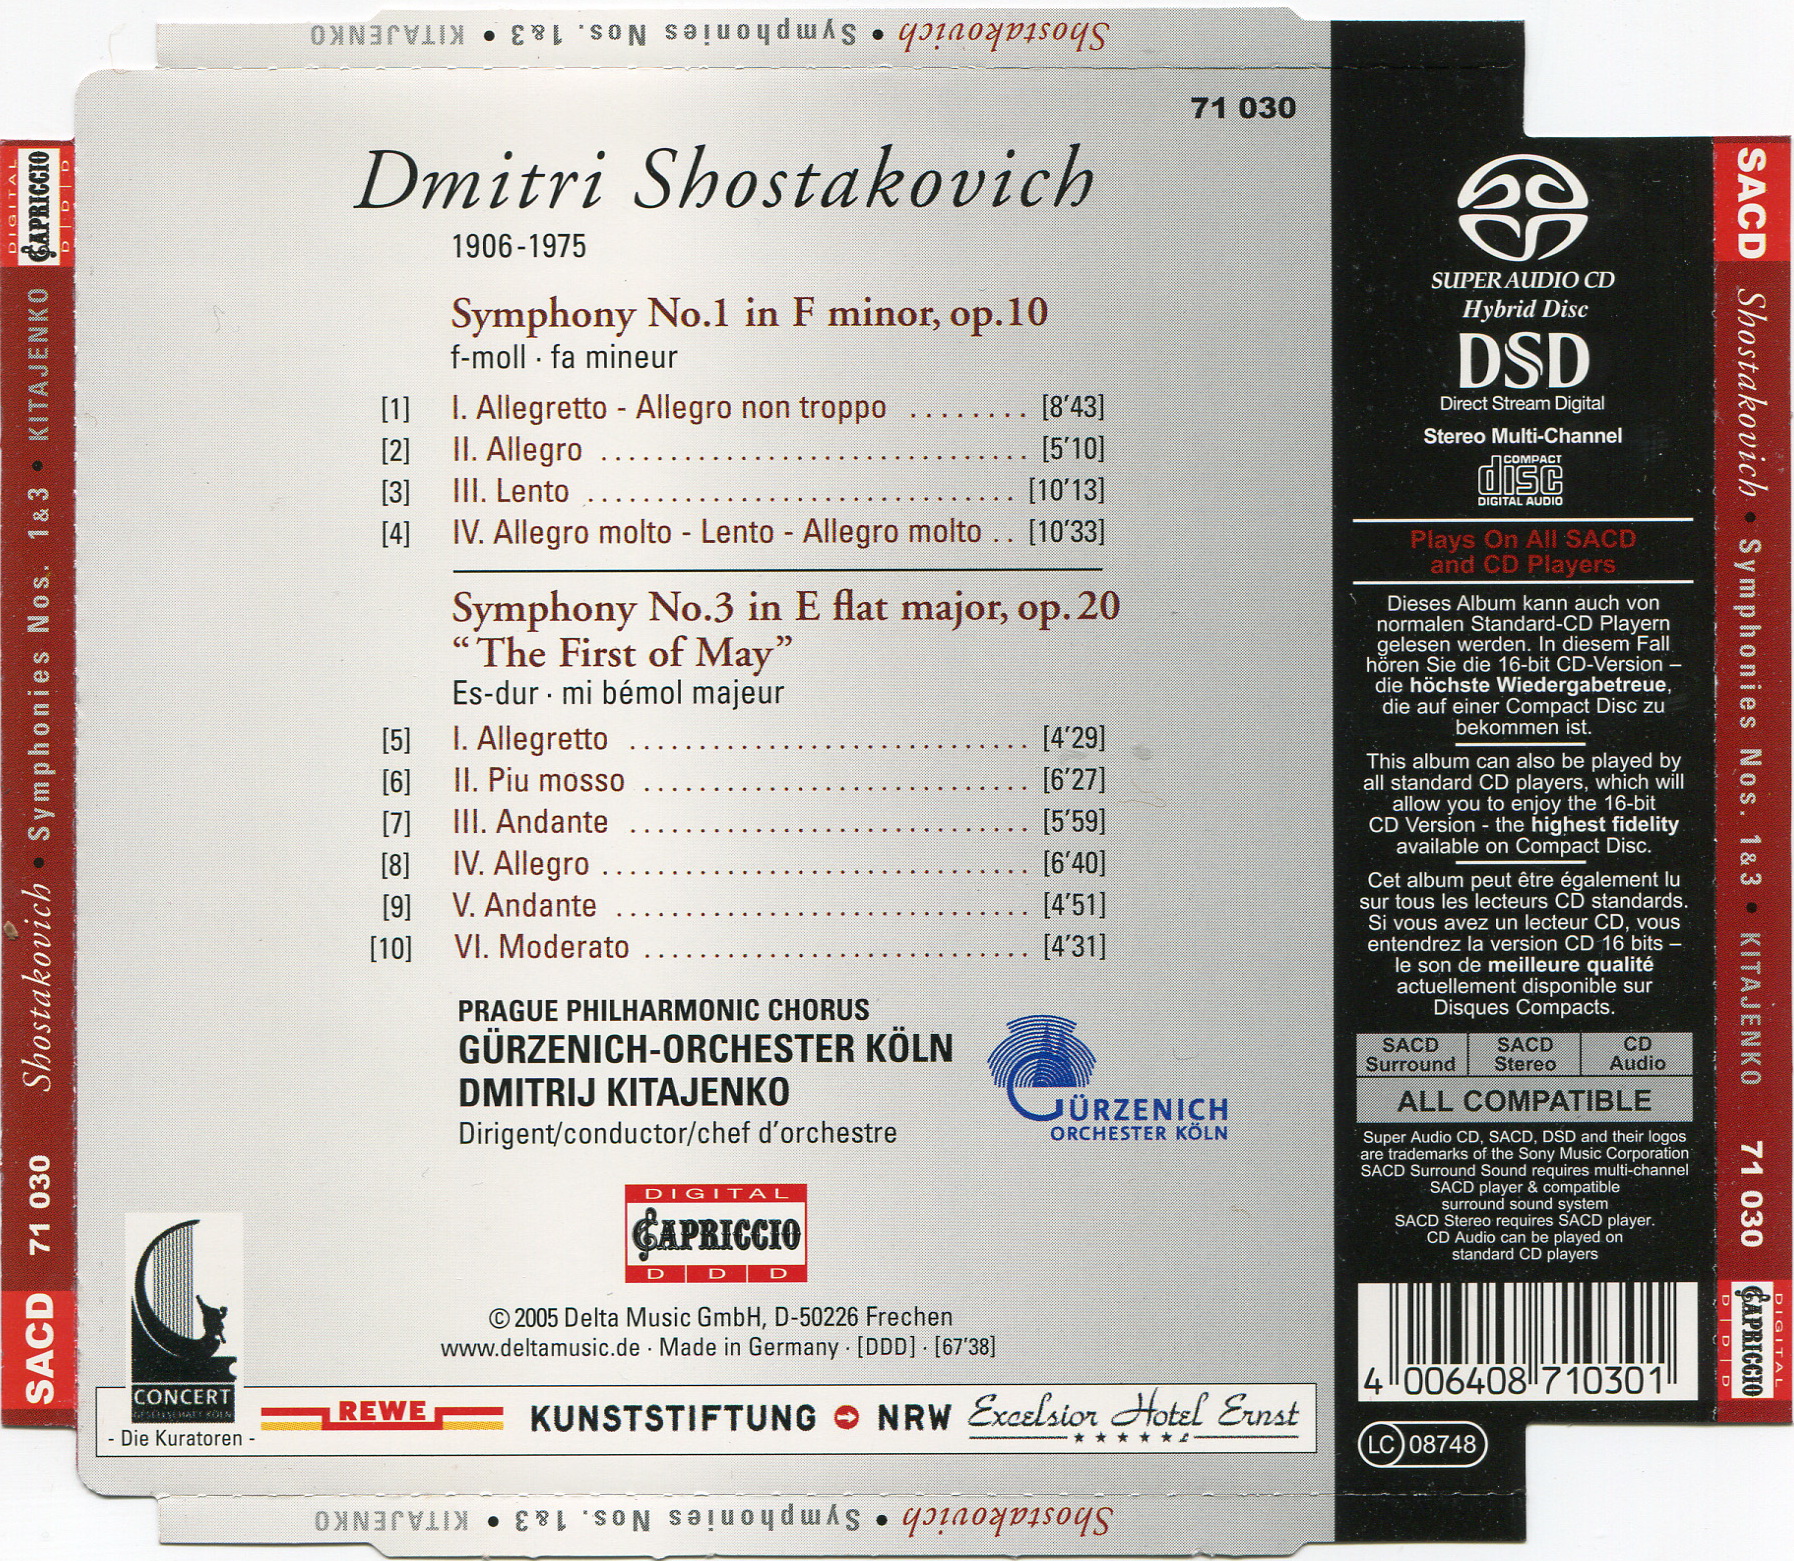 Shostakovich • Symphonies Nos. 1&3 • KITAJENKO
71 030
Dmitri Shostakovich
1906-1975
Symphony No.1 in F minor, op.10
f-moll · fa mineur
[1] I. Allegretto - Allegro non troppo ........ [8'43]
[2] II. Allegro ............................... [5'10]
[3] III. Lento ............................... [10'13]
[4] IV. Allegro molto - Lento - Allegro molto .. [10'33]
Symphony No.3 in E flat major, op.20
“The First of May”
Es-dur · mi bémol majeur
[5] I. Allegretto ............................. [4'29]
[6] II. Piu mosso ............................ [6'27]
[7] III. Andante ............................. [5'59]
[8] IV. Allegro ............................... [6'40]
[9] V. Andante .............................. [4'51]
[10] VI. Moderato ............................ [4'31]
PRAGUE PHILHARMONIC CHORUS
GÜRZENICH-ORCHESTER KÖLN
DMITRIJ KITAJENKO
Dirigent/conductor/chef d'orchestre
GÜRZENICH
ORCHESTER KÖLN
DIGITAL
CAPRICCIO
D D D
© 2005 Delta Music GmbH, D-50226 Frechen
www.deltamusic.de · Made in Germany · [DDD] · [67'38]
CONCERT
GESELLSCHAFT KÖLN
- Die Kuratoren -
REWE
KUNSTSTIFTUNG NRW
Excelsior Hotel Ernst
SUPER AUDIO CD
Hybrid Disc
DSD
Direct Stream Digital
Stereo Multi-Channel
COMPACT
disc
DIGITAL AUDIO
Plays On All SACD
and CD Players
Dieses Album kann auch von
normalen Standard-CD Playern
gelesen werden. In diesem Fall
hören Sie die 16-bit CD-Version –
die höchste Wiedergabetreue,
die auf einer Compact Disc zu
bekommen ist.
This album can also be played by
all standard CD players, which will
allow you to enjoy the 16-bit
CD Version - the highest fidelity
available on Compact Disc.
Cet album peut être également lu
sur tous les lecteurs CD standards.
Si vous avez un lecteur CD, vous
entendrez la version CD 16 bits –
le son de meilleure qualité
actuellement disponible sur
Disques Compacts.
SACD Surround
SACD Stereo
CD Audio
ALL COMPATIBLE
Super Audio CD, SACD, DSD and their logos
are trademarks of the Sony Music Corporation
SACD Surround Sound requires multi-channel
SACD player & compatible
surround sound system
SACD Stereo requires SACD player.
CD Audio can be played on
standard CD players
4 006408 710301
LC 08748
SACD 71 030 Shostakovich • Symphonies Nos. 1&3 • KITAJENKO
DIGITAL
CAPRICCIO
D D D
SACD Shostakovich • Symphonies Nos. 1&3 • KITAJENKO 71 030
DIGITAL
CAPRICCIO
D D D
Shostakovich • Symphonies Nos. 1&3 • KITAJENKO